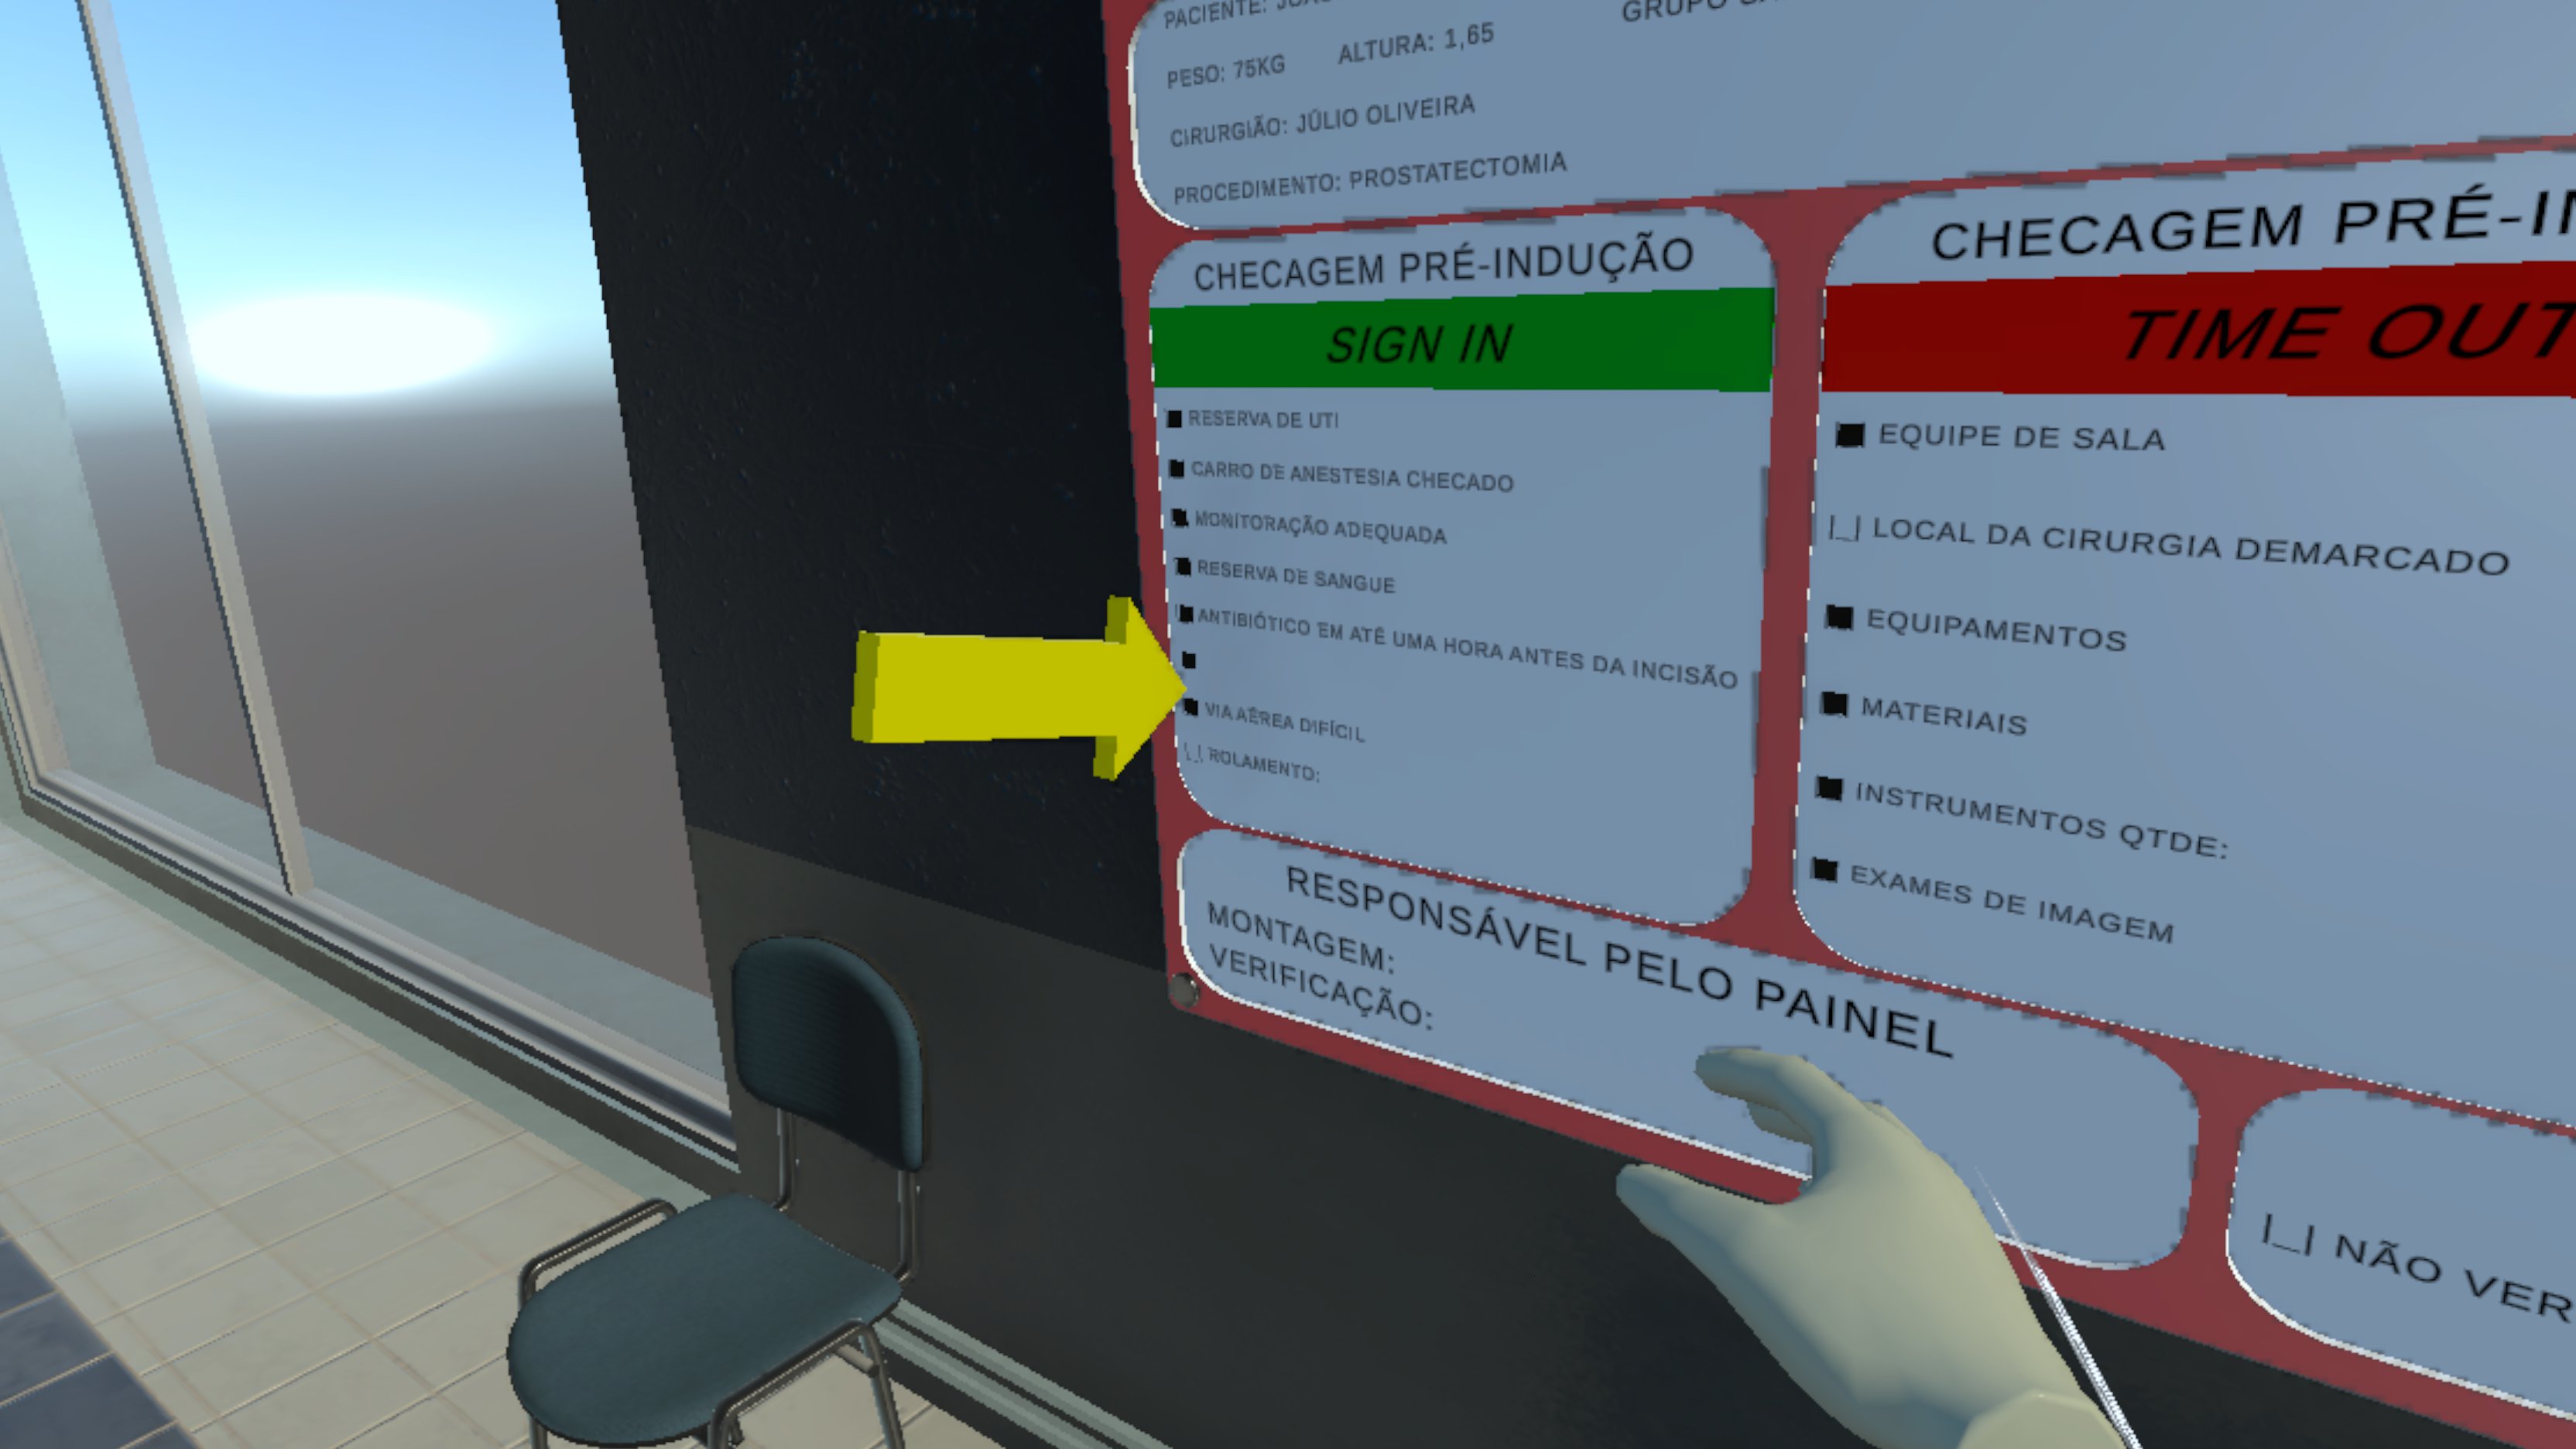 PACIENTE:
PESO: 75KG ALTURA: 1,65
CIRURGIÃO: JÚLIO OLIVEIRA
PROCEDIMENTO: PROSTATECTOMIA
CHECAGEM PRÉ-INDUÇÃO
SIGN IN
RESERVA DE UTI
CARRO DE ANESTESIA CHECADO
MONITORAÇÃO ADEQUADA
RESERVA DE SANGUE
ANTIBIÓTICO EM ATÉ UMA HORA ANTES DA INCISÃO
VIA AÉREA DIFÍCIL
|_| ROLAMENTO:
CHECAGEM
TIME OUT
EQUIPE DE SALA
|_| LOCAL DA CIRURGIA DEMARCADO
EQUIPAMENTOS
MATERIAIS
INSTRUMENTOS QTDE:
EXAMES DE IMAGEM
RESPONSÁVEL PELO PAINEL
MONTAGEM:
VERIFICAÇÃO:
|_| NÃO